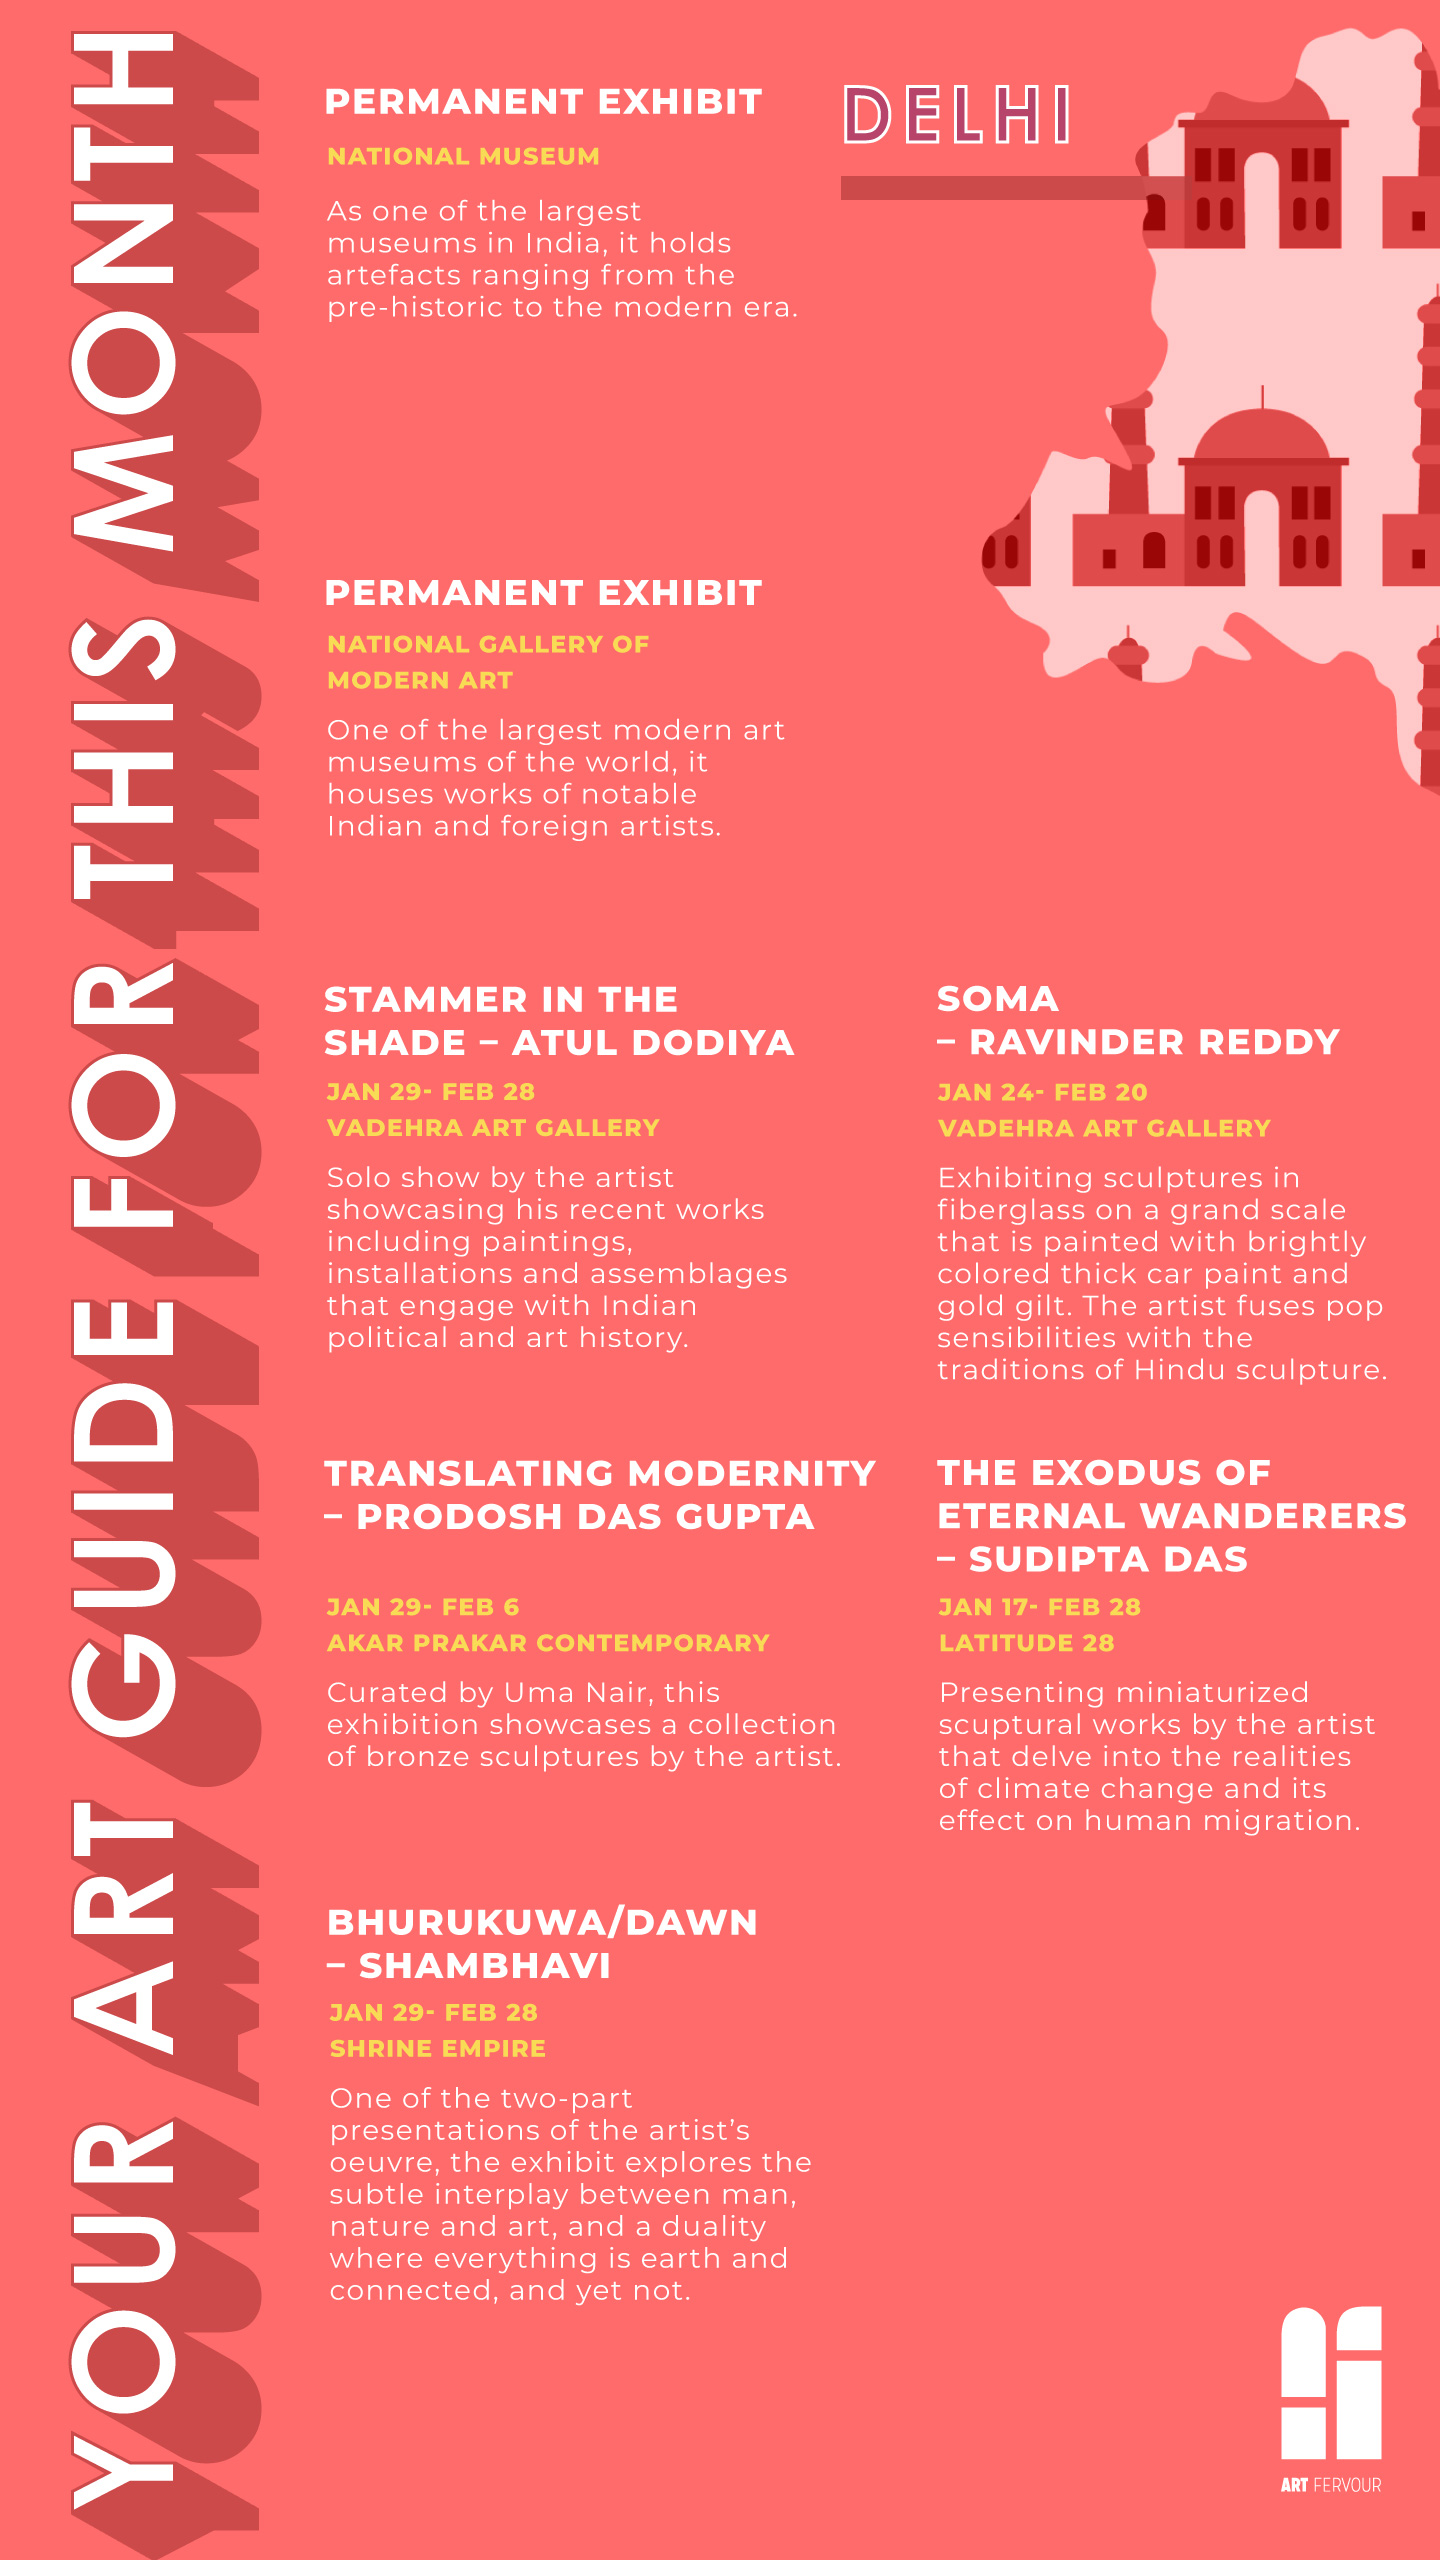 YOUR ART GUIDE FOR THIS MONTH
DELHI
PERMANENT EXHIBIT
NATIONAL MUSEUM
As one of the largest
museums in India, it holds
artefacts ranging from the
pre-historic to the modern era.
PERMANENT EXHIBIT
NATIONAL GALLERY OF
MODERN ART
One of the largest modern art
museums of the world, it
houses works of notable
Indian and foreign artists.
STAMMER IN THE
SHADE – ATUL DODIYA
JAN 29- FEB 28
VADEHRA ART GALLERY
Solo show by the artist
showcasing his recent works
including paintings,
installations and assemblages
that engage with Indian
political and art history.
SOMA
– RAVINDER REDDY
JAN 24- FEB 20
VADEHRA ART GALLERY
Exhibiting sculptures in
fiberglass on a grand scale
that is painted with brightly
colored thick car paint and
gold gilt. The artist fuses pop
sensibilities with the
traditions of Hindu sculpture.
TRANSLATING MODERNITY
– PRODOSH DAS GUPTA
JAN 29- FEB 6
AKAR PRAKAR CONTEMPORARY
Curated by Uma Nair, this
exhibition showcases a collection
of bronze sculptures by the artist.
THE EXODUS OF
ETERNAL WANDERERS
– SUDIPTA DAS
JAN 17- FEB 28
LATITUDE 28
Presenting miniaturized
scuptural works by the artist
that delve into the realities
of climate change and its
effect on human migration.
BHURUKUWA/DAWN
– SHAMBHAVI
JAN 29- FEB 28
SHRINE EMPIRE
One of the two-part
presentations of the artist’s
oeuvre, the exhibit explores the
subtle interplay between man,
nature and art, and a duality
where everything is earth and
connected, and yet not.
ART FERVOUR